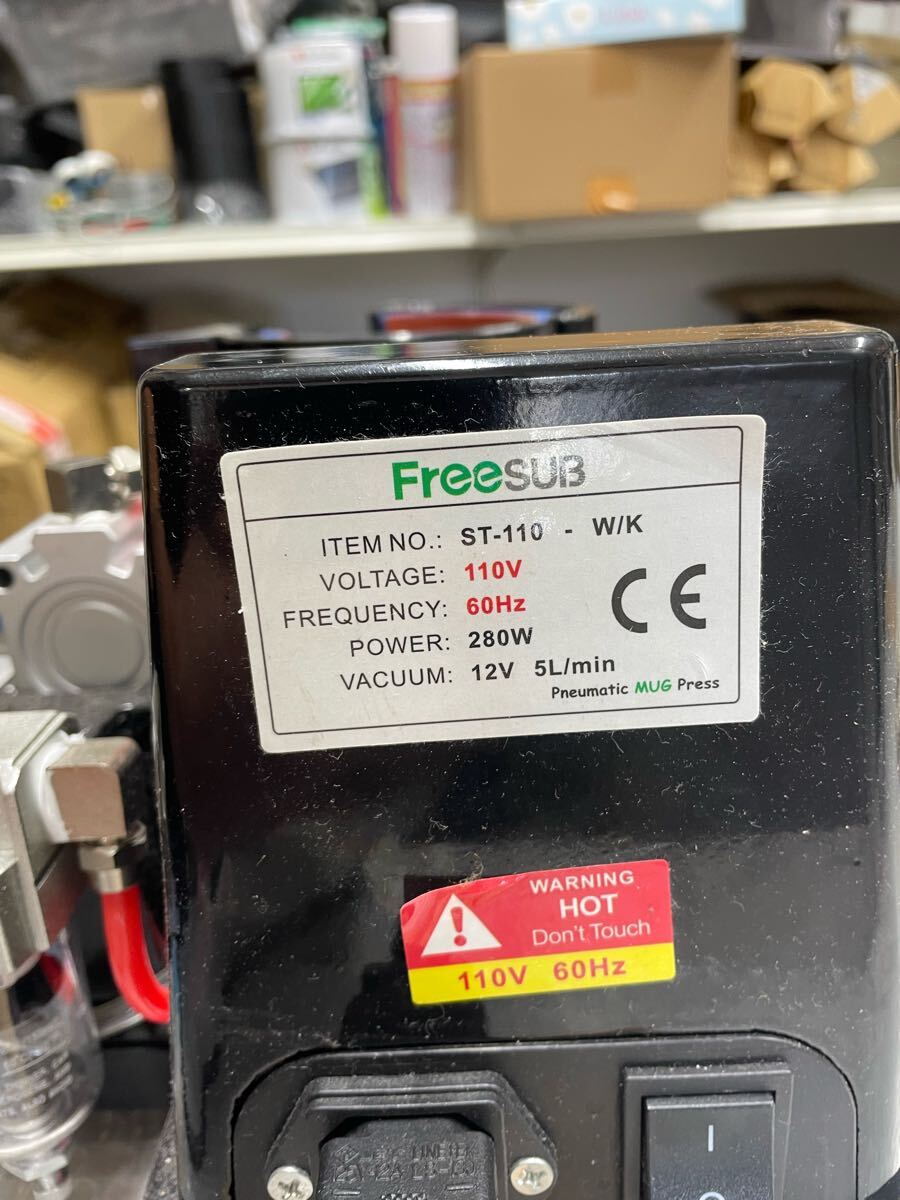 FreeSUB
ITEM NO.: ST-110 - W/K
VOLTAGE: 110V
FREQUENCY: 60Hz
POWER: 280W
VACUUM: 12V 5L/min
CE
Pneumatic MUG Press
WARNING
HOT
Don't Touch
110V 60Hz
I